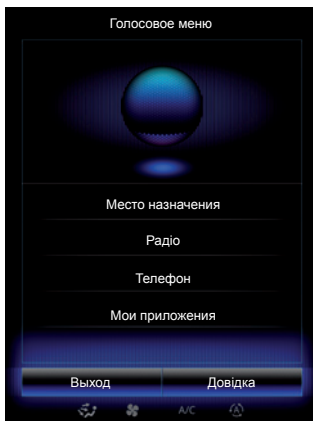 Голосовое меню
Место назначения
Радіо
Телефон
Мои приложения
Выход Довідка
A/C